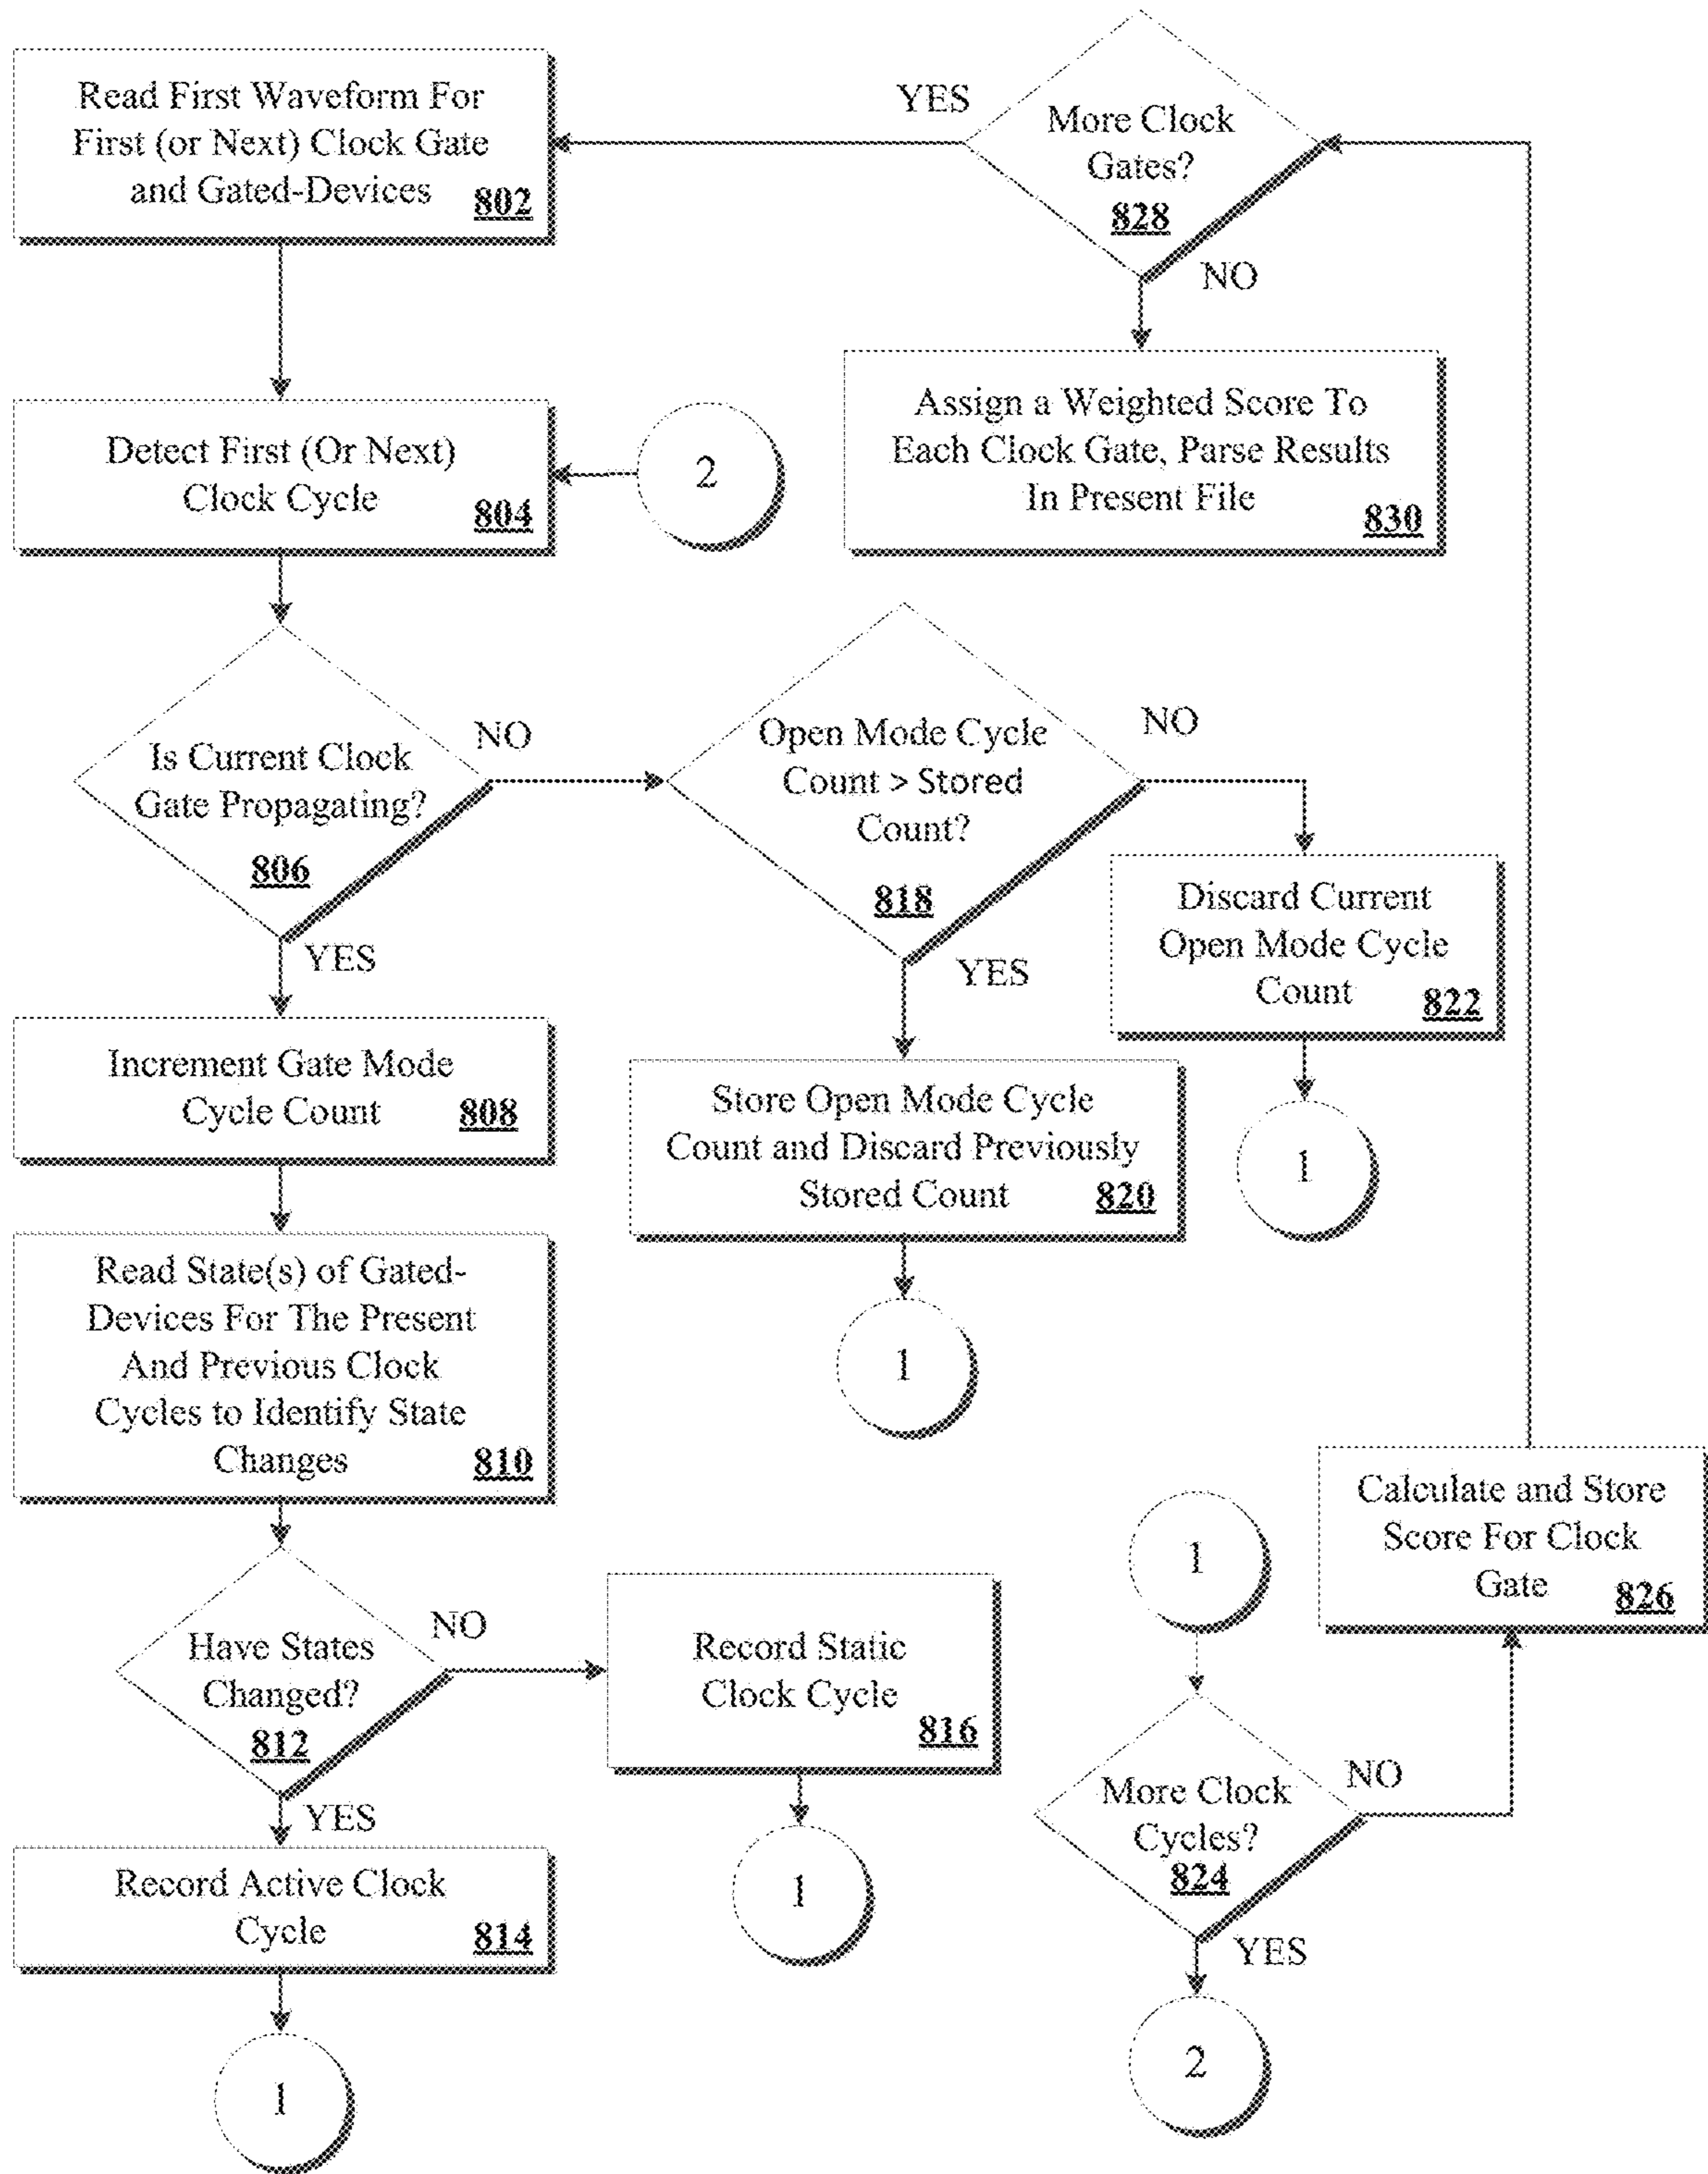 Read First Waveform For
First (or Next) Clock Gate
and Gated-Devices
802
YES
More Clock
Gates?
828
NO
Assign a Weighted Score To
Each Clock Gate, Parse Results
In Present File
830
Detect First (Or Next)
Clock Cycle
804
2
Is Current Clock
Gate Propagating?
806
NO
YES
Open Mode Cycle
Count > Stored
Count?
818
NO
YES
Discard Current
Open Mode Cycle
Count
822
1
Increment Gate Mode
Cycle Count
808
Store Open Mode Cycle
Count and Discard Previously
Stored Count
820
1
Read State(s) of Gated-
Devices For The Present
And Previous Clock
Cycles to Identify State
Changes
810
Have States
Changed?
812
NO
YES
Record Static
Clock Cycle
816
1
Record Active Clock
Cycle
814
1
1
More Clock
Cycles?
824
NO
YES
2
Calculate and Store
Score For Clock
Gate
826